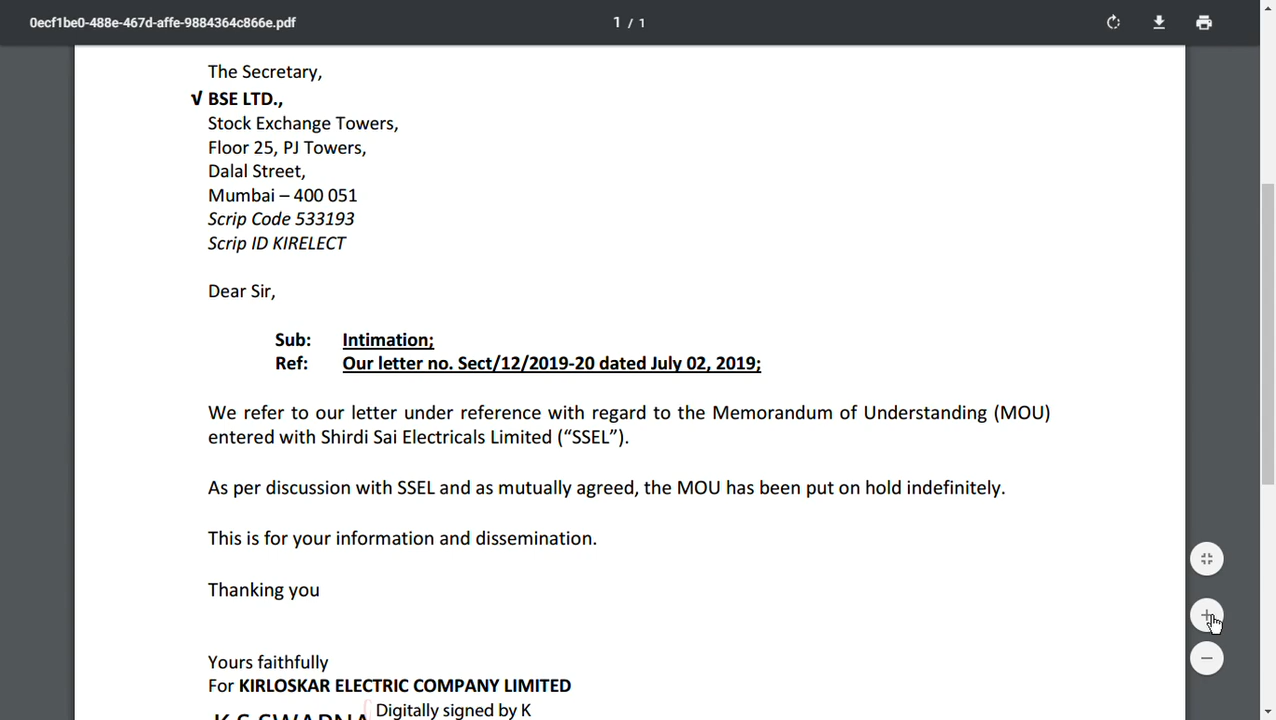 0ecf1be0-488e-467d-affe-9884364c866e.pdf
1 / 1
The Secretary,
√ BSE LTD.,
Stock Exchange Towers,
Floor 25, PJ Towers,
Dalal Street,
Mumbai – 400 051
Scrip Code 533193
Scrip ID KIRELECT
Dear Sir,
Sub: Intimation;
Ref: Our letter no. Sect/12/2019-20 dated July 02, 2019;
We refer to our letter under reference with regard to the Memorandum of Understanding (MOU)
entered with Shirdi Sai Electricals Limited (“SSEL”).
As per discussion with SSEL and as mutually agreed, the MOU has been put on hold indefinitely.
This is for your information and dissemination.
Thanking you
Yours faithfully
For KIRLOSKAR ELECTRIC COMPANY LIMITED
K S SWARNA Digitally signed by K